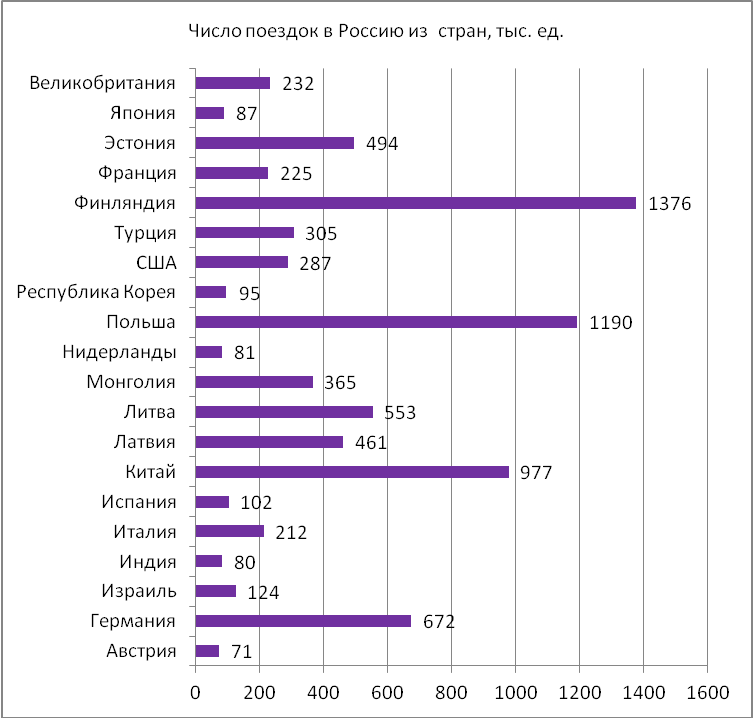 Число поездок в Россию из стран, тыс. ед.
Великобритания 232
Япония 87
Эстония 494
Франция 225
Финляндия 1376
Турция 305
США 287
Республика Корея 95
Польша 1190
Нидерланды 81
Монголия 365
Литва 553
Латвия 461
Китай 977
Испания 102
Италия 212
Индия 80
Израиль 124
Германия 672
Австрия 71
0 200 400 600 800 1000 1200 1400 1600